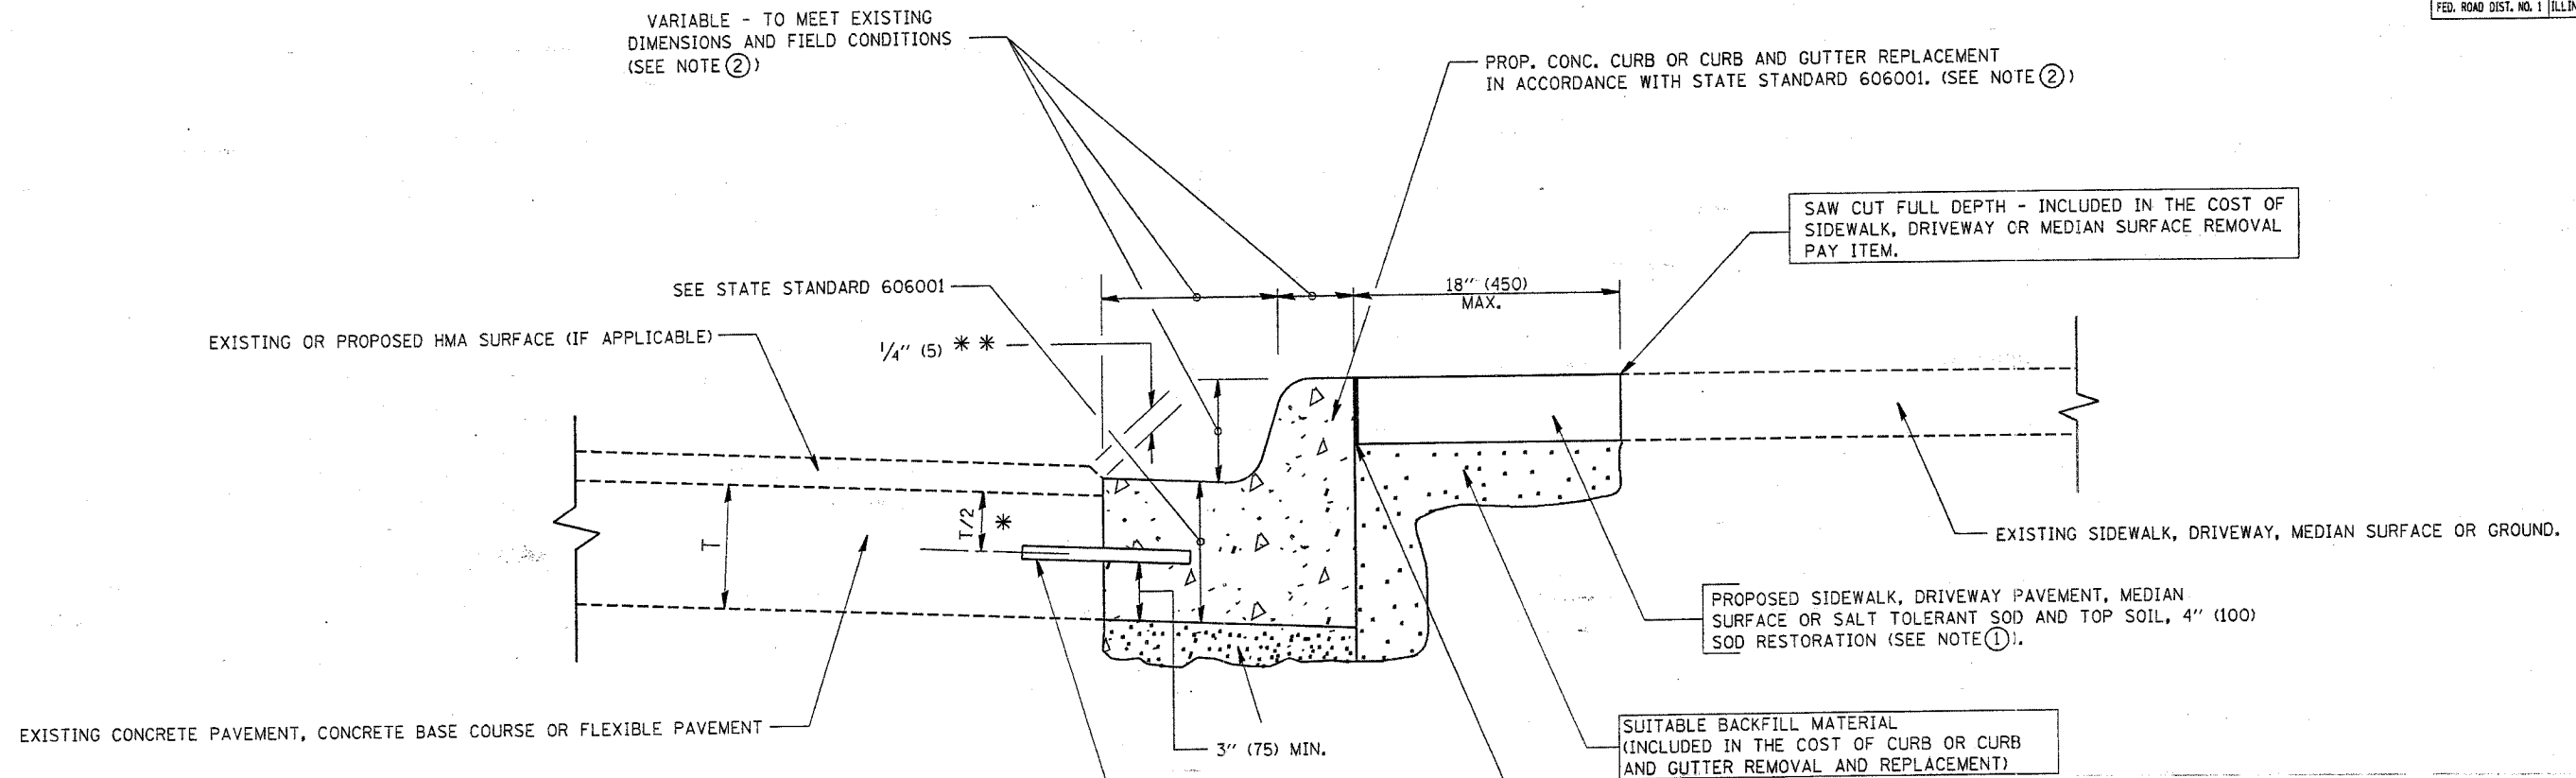 FED. ROAD DIST. NO. 1
VARIABLE - TO MEET EXISTING
DIMENSIONS AND FIELD CONDITIONS
(SEE NOTE ②)
PROP. CONC. CURB OR CURB AND GUTTER REPLACEMENT
IN ACCORDANCE WITH STATE STANDARD 606001. (SEE NOTE ②)
SAW CUT FULL DEPTH - INCLUDED IN THE COST OF
SIDEWALK, DRIVEWAY OR MEDIAN SURFACE REMOVAL
PAY ITEM.
SEE STATE STANDARD 606001
18" (450)
MAX.
EXISTING OR PROPOSED HMA SURFACE (IF APPLICABLE)
1/4" (5) * *
T
T/2 *
EXISTING SIDEWALK, DRIVEWAY, MEDIAN SURFACE OR GROUND.
PROPOSED SIDEWALK, DRIVEWAY PAVEMENT, MEDIAN
SURFACE OR SALT TOLERANT SOD AND TOP SOIL, 4" (100)
SOD RESTORATION (SEE NOTE ①).
EXISTING CONCRETE PAVEMENT, CONCRETE BASE COURSE OR FLEXIBLE PAVEMENT
3" (75) MIN.
SUITABLE BACKFILL MATERIAL
(INCLUDED IN THE COST OF CURB OR CURB
AND GUTTER REMOVAL AND REPLACEMENT)